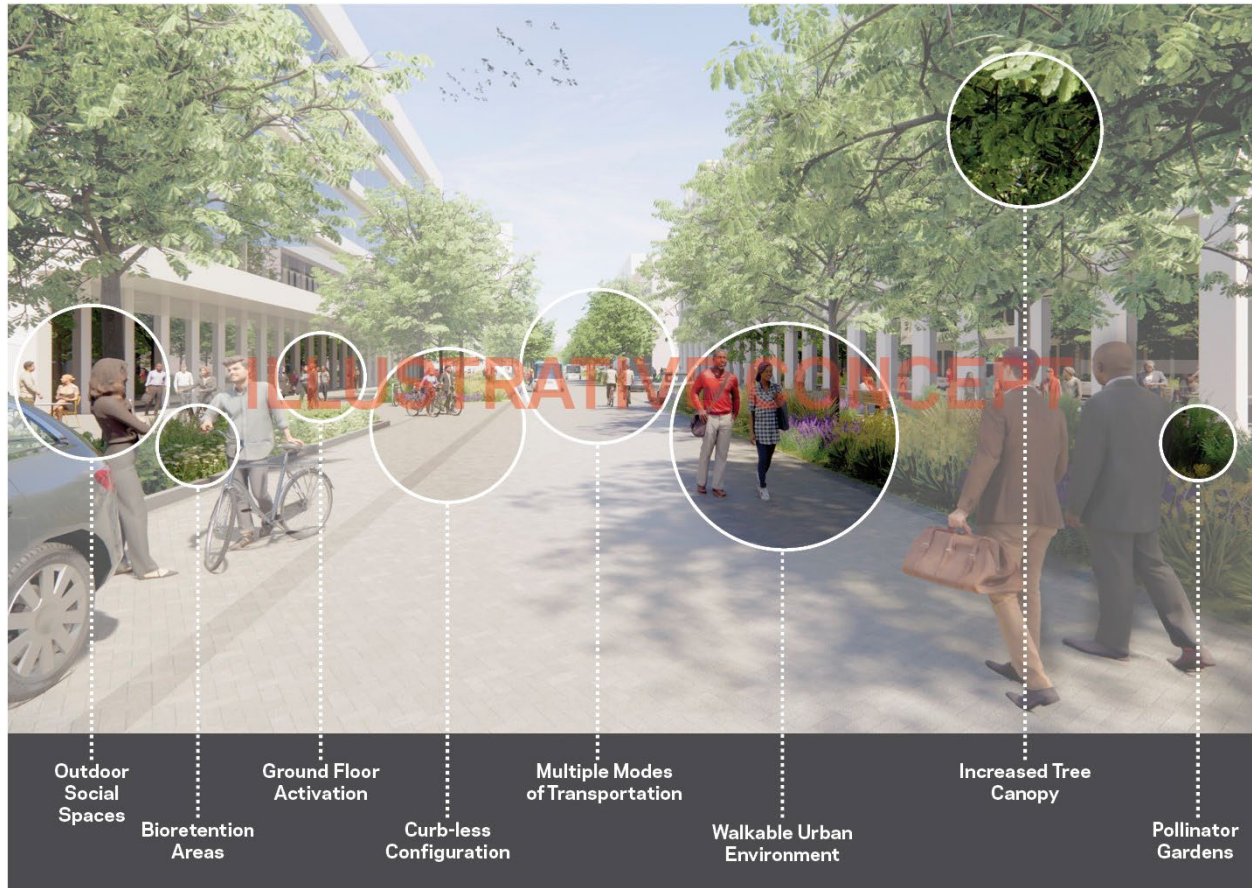 ILLUSTRATIVE CONCEPT
Outdoor
Social
Spaces
Bioretention
Areas
Ground Floor
Activation
Curb-less
Configuration
Multiple Modes
of Transportation
Walkable Urban
Environment
Increased Tree
Canopy
Pollinator
Gardens